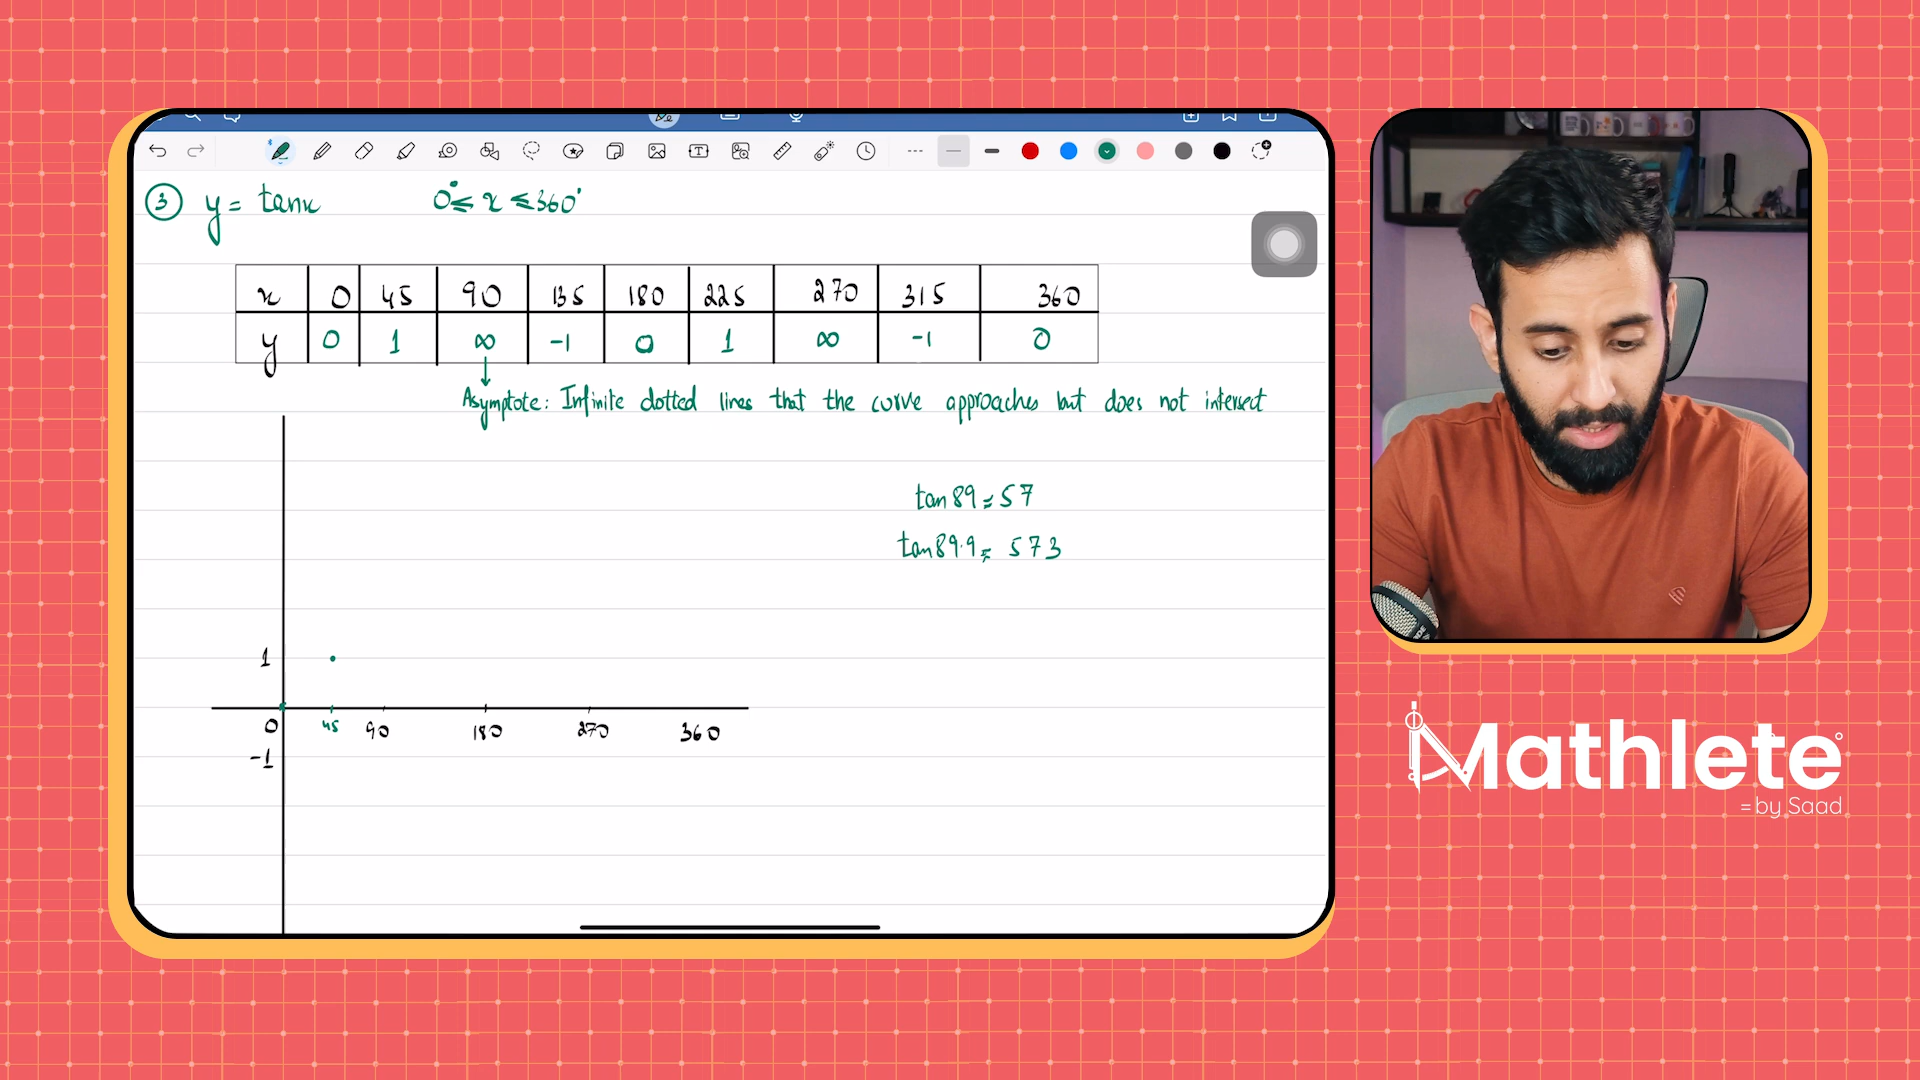 3 y = tanx 0° ≤ x ≤ 360°
x 0 45 90 135 180 225 270 315 360
y 0 1 ∞ -1 0 1 ∞ -1 0
Asymptote: Infinite dotted lines that the curve approaches but does not intersect
tan 89 = 57
tan 89.9 = 573
1
0 45 90 180 270 360
-1
Mathlete
= by Saad